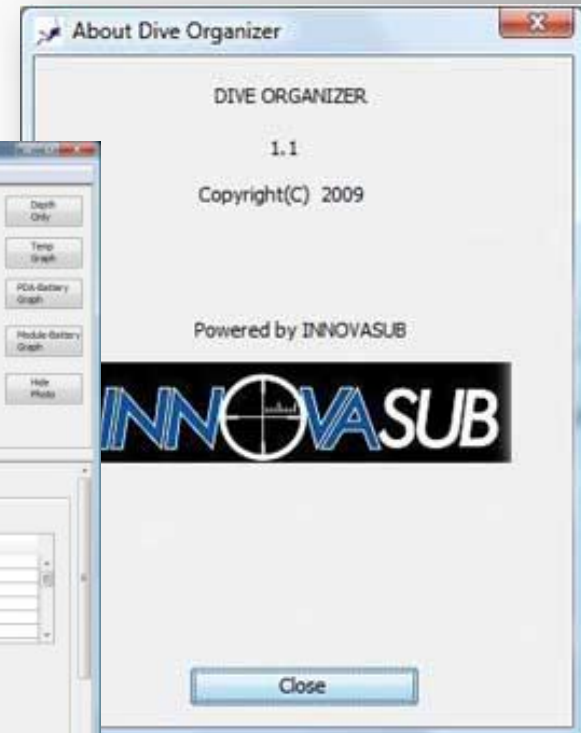 About Dive Organizer
DIVE ORGANIZER
1.1
Copyright(C) 2009
Powered by INNOVASUB
INNOVASUB
Close
Depth
Only
Temp
Graph
PDA-Battery
Graph
Module-Battery
Graph
Hide
Photo